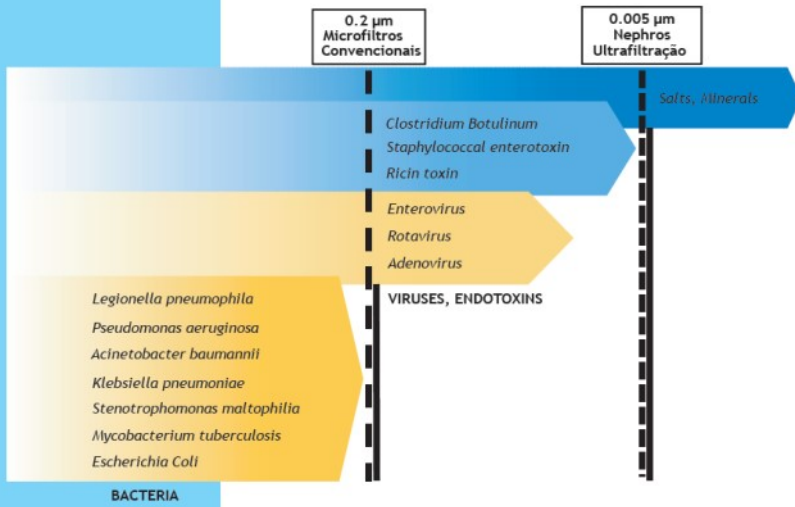 0.2 µm
Microfiltros
Convencionais
0.005 µm
Nephros
Ultrafiltração
Salts, Minerals
Clostridium Botulinum
Staphylococcal enterotoxin
Ricin toxin
Enterovirus
Rotavirus
Adenovirus
VIRUSES, ENDOTOXINS
Legionella pneumophila
Pseudomonas aeruginosa
Acinetobacter baumannii
Klebsiella pneumoniae
Stenotrophomonas maltophilia
Mycobacterium tuberculosis
Escherichia Coli
BACTERIA